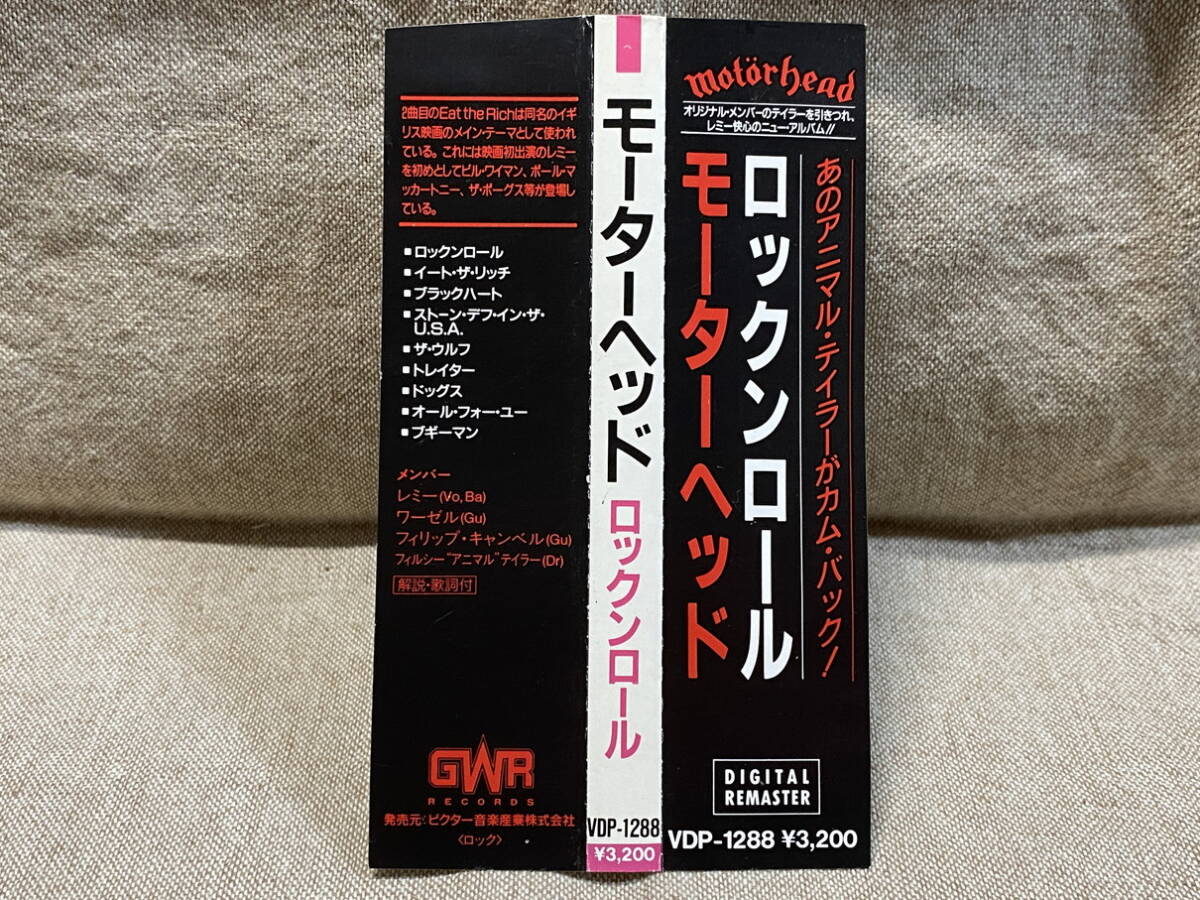 2曲目のEat the Richは同名のイギ
リス映画のメイン・テーマとして使われ
ている。これには映画初出演のレミー
を初めとしてビル・ワイマン、ポール・マ
ッカートニー、ザ・ポーグス等が登場し
ている。
■ロックンロール
■イート・ザ・リッチ
■ブラックハート
■ストーン・デフ・イン・ザ・
U.S.A.
■ザ・ウルフ
■トレイター
■ドッグス
■オール・フォー・ユー
■ブギーマン
メンバー
レミー(Vo, Ba)
ワーゼル(Gu)
フィリップ・キャンベル(Gu)
フィルシー“アニマル”テイラー(Dr)
解説・歌詞付
GWR
RECORDS
発売元:ビクター音楽産業株式会社
〈ロック〉
モーターヘッド ロックンロール
VDP-1288
¥3,200
motörhead
オリジナル・メンバーのテイラーを引きつれ、
レミー快心のニュー・アルバム!!
あのアニマル・テイラーがカム・バック!
ロックンロール
モーターヘッド
DIGITAL
REMASTER
VDP-1288 ¥3,200